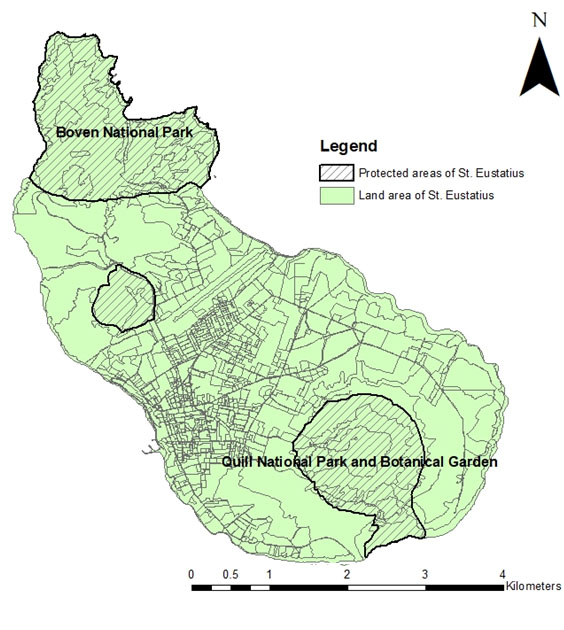 N
Boven National Park
Legend
Protected areas of St. Eustatius
Land area of St. Eustatius
Quill National Park and Botanical Garden
0 0.5 1 2 3 4
Kilometers